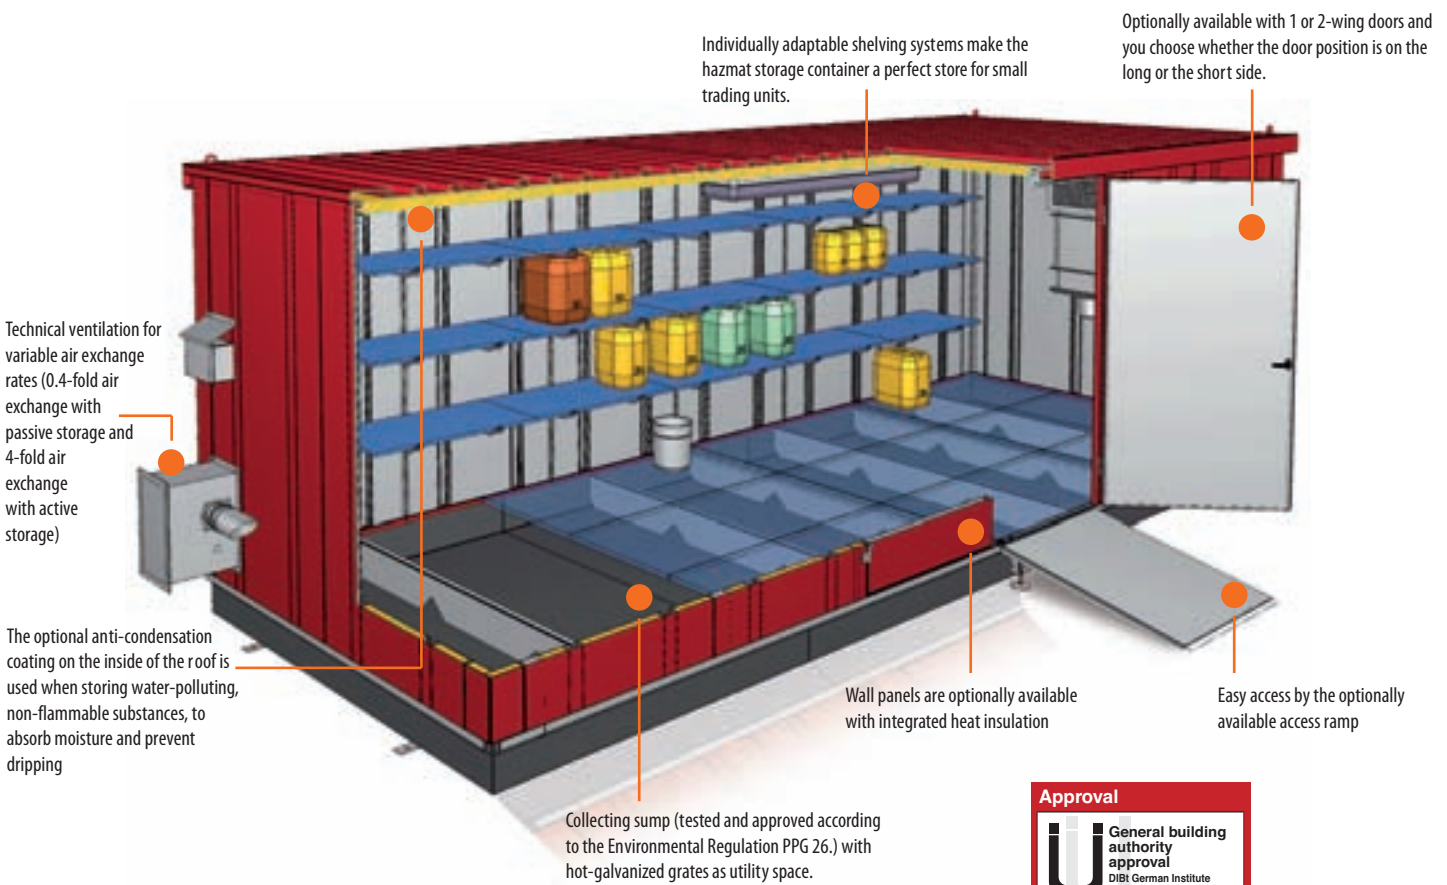 Optionally available with 1 or 2-wing doors and
you choose whether the door position is on the
long or the short side.
Individually adaptable shelving systems make the
hazmat storage container a perfect store for small
trading units.
Technical ventilation for
variable air exchange
rates (0.4-fold air
exchange with
passive storage and
4-fold air
exchange
with active
storage)
The optional anti-condensation
coating on the inside of the roof is
used when storing water-polluting,
non-flammable substances, to
absorb moisture and prevent
dripping
Wall panels are optionally available
with integrated heat insulation
Easy access by the optionally
available access ramp
Collecting sump (tested and approved according
to the Environmental Regulation PPG 26.) with
hot-galvanized grates as utility space.
Approval
General building
authority
approval
DIBt German Institute